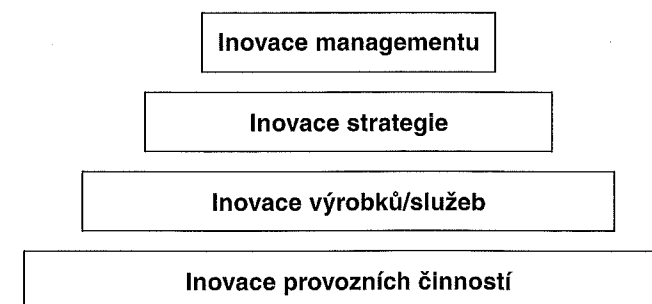 Inovace managementu
Inovace strategie
Inovace výrobků/služeb
Inovace provozních činností